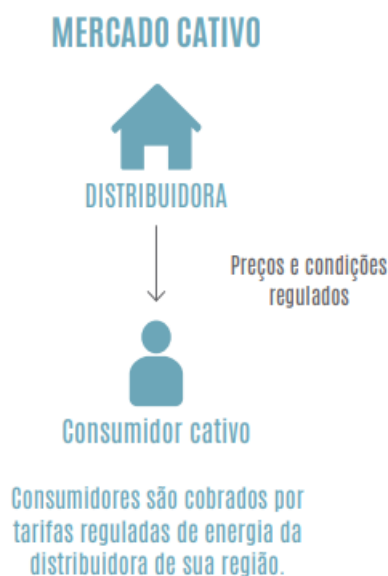 MERCADO CATIVO
DISTRIBUIDORA
Preços e condições
regulados
Consumidor cativo
Consumidores são cobrados por
tarifas reguladas de energia da
distribuidora de sua região.